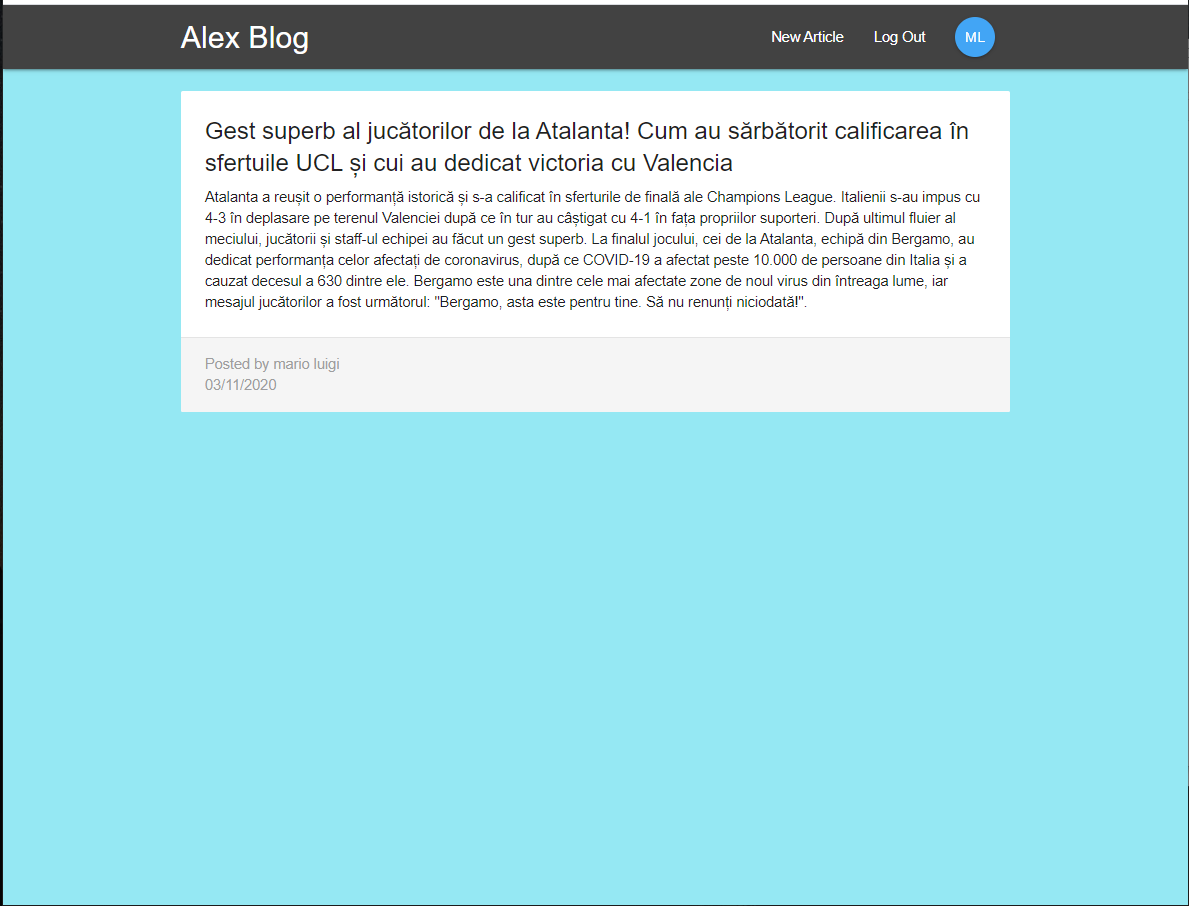 Alex Blog
New Article
Log Out
ML
Gest superb al jucătorilor de la Atalanta! Cum au sărbătorit calificarea în
sfertuile UCL și cui au dedicat victoria cu Valencia
Atalanta a reușit o performanță istorică și s-a calificat în sferturile de finală ale Champions League. Italienii s-au impus cu
4-3 în deplasare pe terenul Valenciei după ce în tur au câștigat cu 4-1 în fața propriilor suporteri. După ultimul fluier al
meciului, jucătorii și staff-ul echipei au făcut un gest superb. La finalul jocului, cei de la Atalanta, echipă din Bergamo, au
dedicat performanța celor afectați de coronavirus, după ce COVID-19 a afectat peste 10.000 de persoane din Italia și a
cauzat decesul a 630 dintre ele. Bergamo este una dintre cele mai afectate zone de noul virus din întreaga lume, iar
mesajul jucătorilor a fost următorul: "Bergamo, asta este pentru tine. Să nu renunți niciodată!".
Posted by mario luigi
03/11/2020